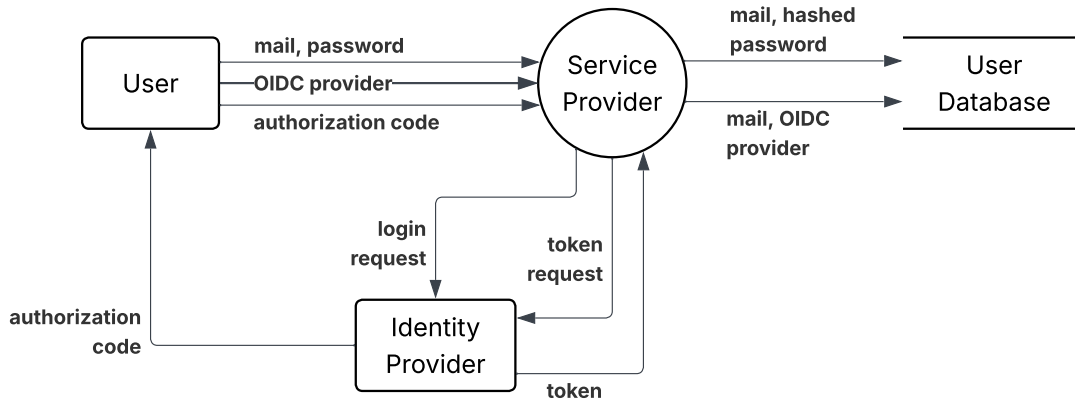 mail, password
OIDC provider
authorization code
User
Service
Provider
mail, hashed
password
mail, OIDC
provider
User
Database
login
request
token
request
authorization
code
Identity
Provider
token